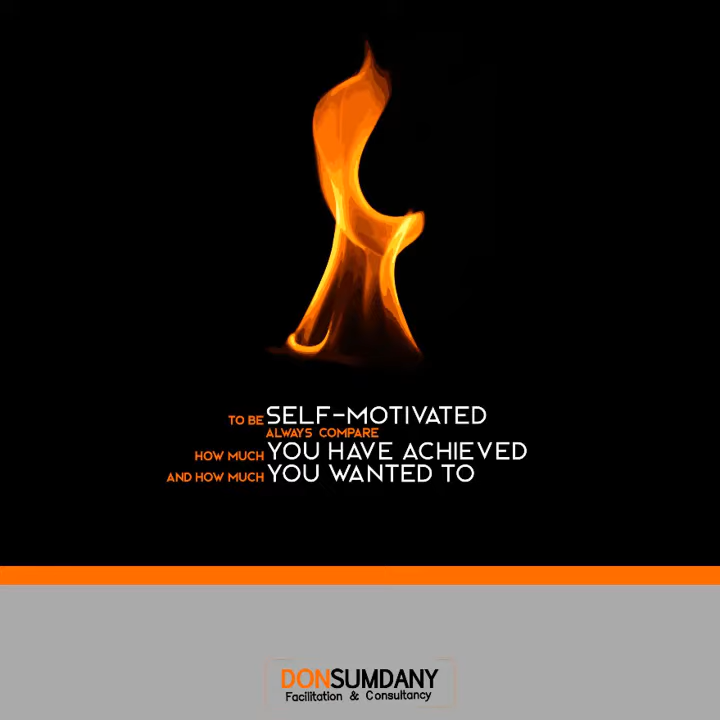 TO BE SELF-MOTIVATED
ALWAYS COMPARE
HOW MUCH YOU HAVE ACHIEVED
AND HOW MUCH YOU WANTED TO
DONSUMDANY
Facilitation & Consultancy